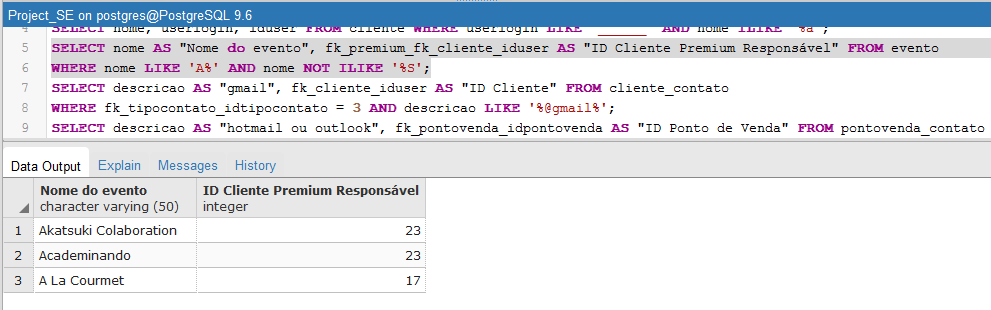 Project_SE on postgres@PostgreSQL 9.6
4 SELECT nome, userlogin, iduser FROM cliente WHERE userlogin LIKE '______' AND nome ILIKE '%a';
5 SELECT nome AS "Nome do evento", fk_premium_fk_cliente_iduser AS "ID Cliente Premium Responsável" FROM evento
6 WHERE nome LIKE 'A%' AND nome NOT ILIKE '%S';
7 SELECT descricao AS "gmail", fk_cliente_iduser AS "ID Cliente" FROM cliente_contato
8 WHERE fk_tipocontato_idtipocontato = 3 AND descricao LIKE '%@gmail%';
9 SELECT descricao AS "hotmail ou outlook", fk_pontovenda_idpontovenda AS "ID Ponto de Venda" FROM pontovenda_contato
Data Output Explain Messages History
Nome do evento ID Cliente Premium Responsável
character varying (50) integer
1 Akatsuki Colaboration 23
2 Academinando 23
3 A La Courmet 17